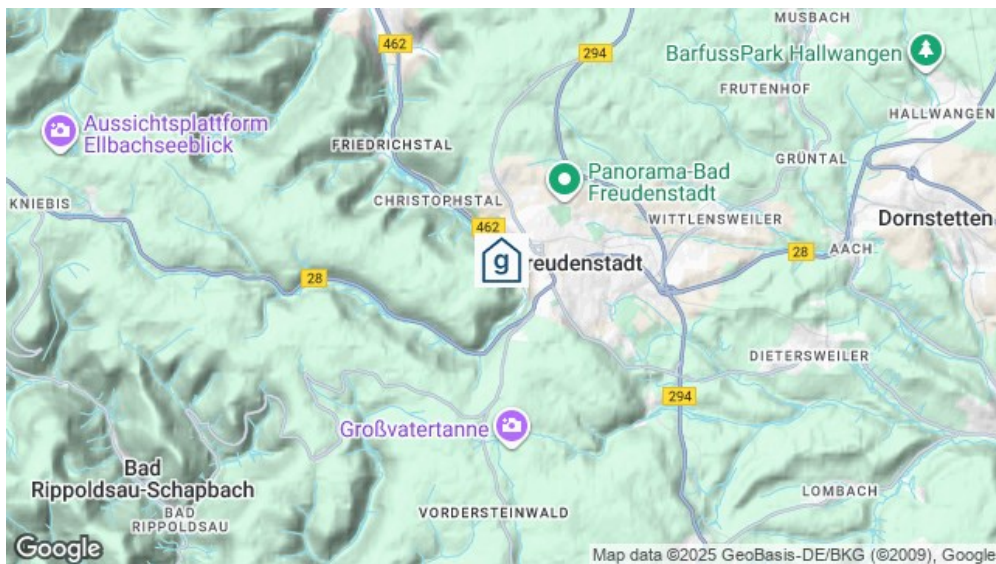 MUSBACH
462
294
BarfussPark Hallwangen
FRUTENHOF
HALLWANGEN
Aussichtsplattform
Ellbachseeblick
FRIEDRICHSTAL
GRÜNTAL
Panorama-Bad
Freudenstadt
KNIEBIS
CHRISTOPHSTAL
WITTLENSWEILER
Dornstetten
462
AACH
28
g
reudenstadt
28
DIETERSWEILER
294
Großvatertanne
Bad
Rippoldsau-Schapbach
BAD
RIPPOLDSAU
LOMBACH
VORDERSTEINWALD
Google
Map data ©2025 GeoBasis-DE/BKG (©2009), Google